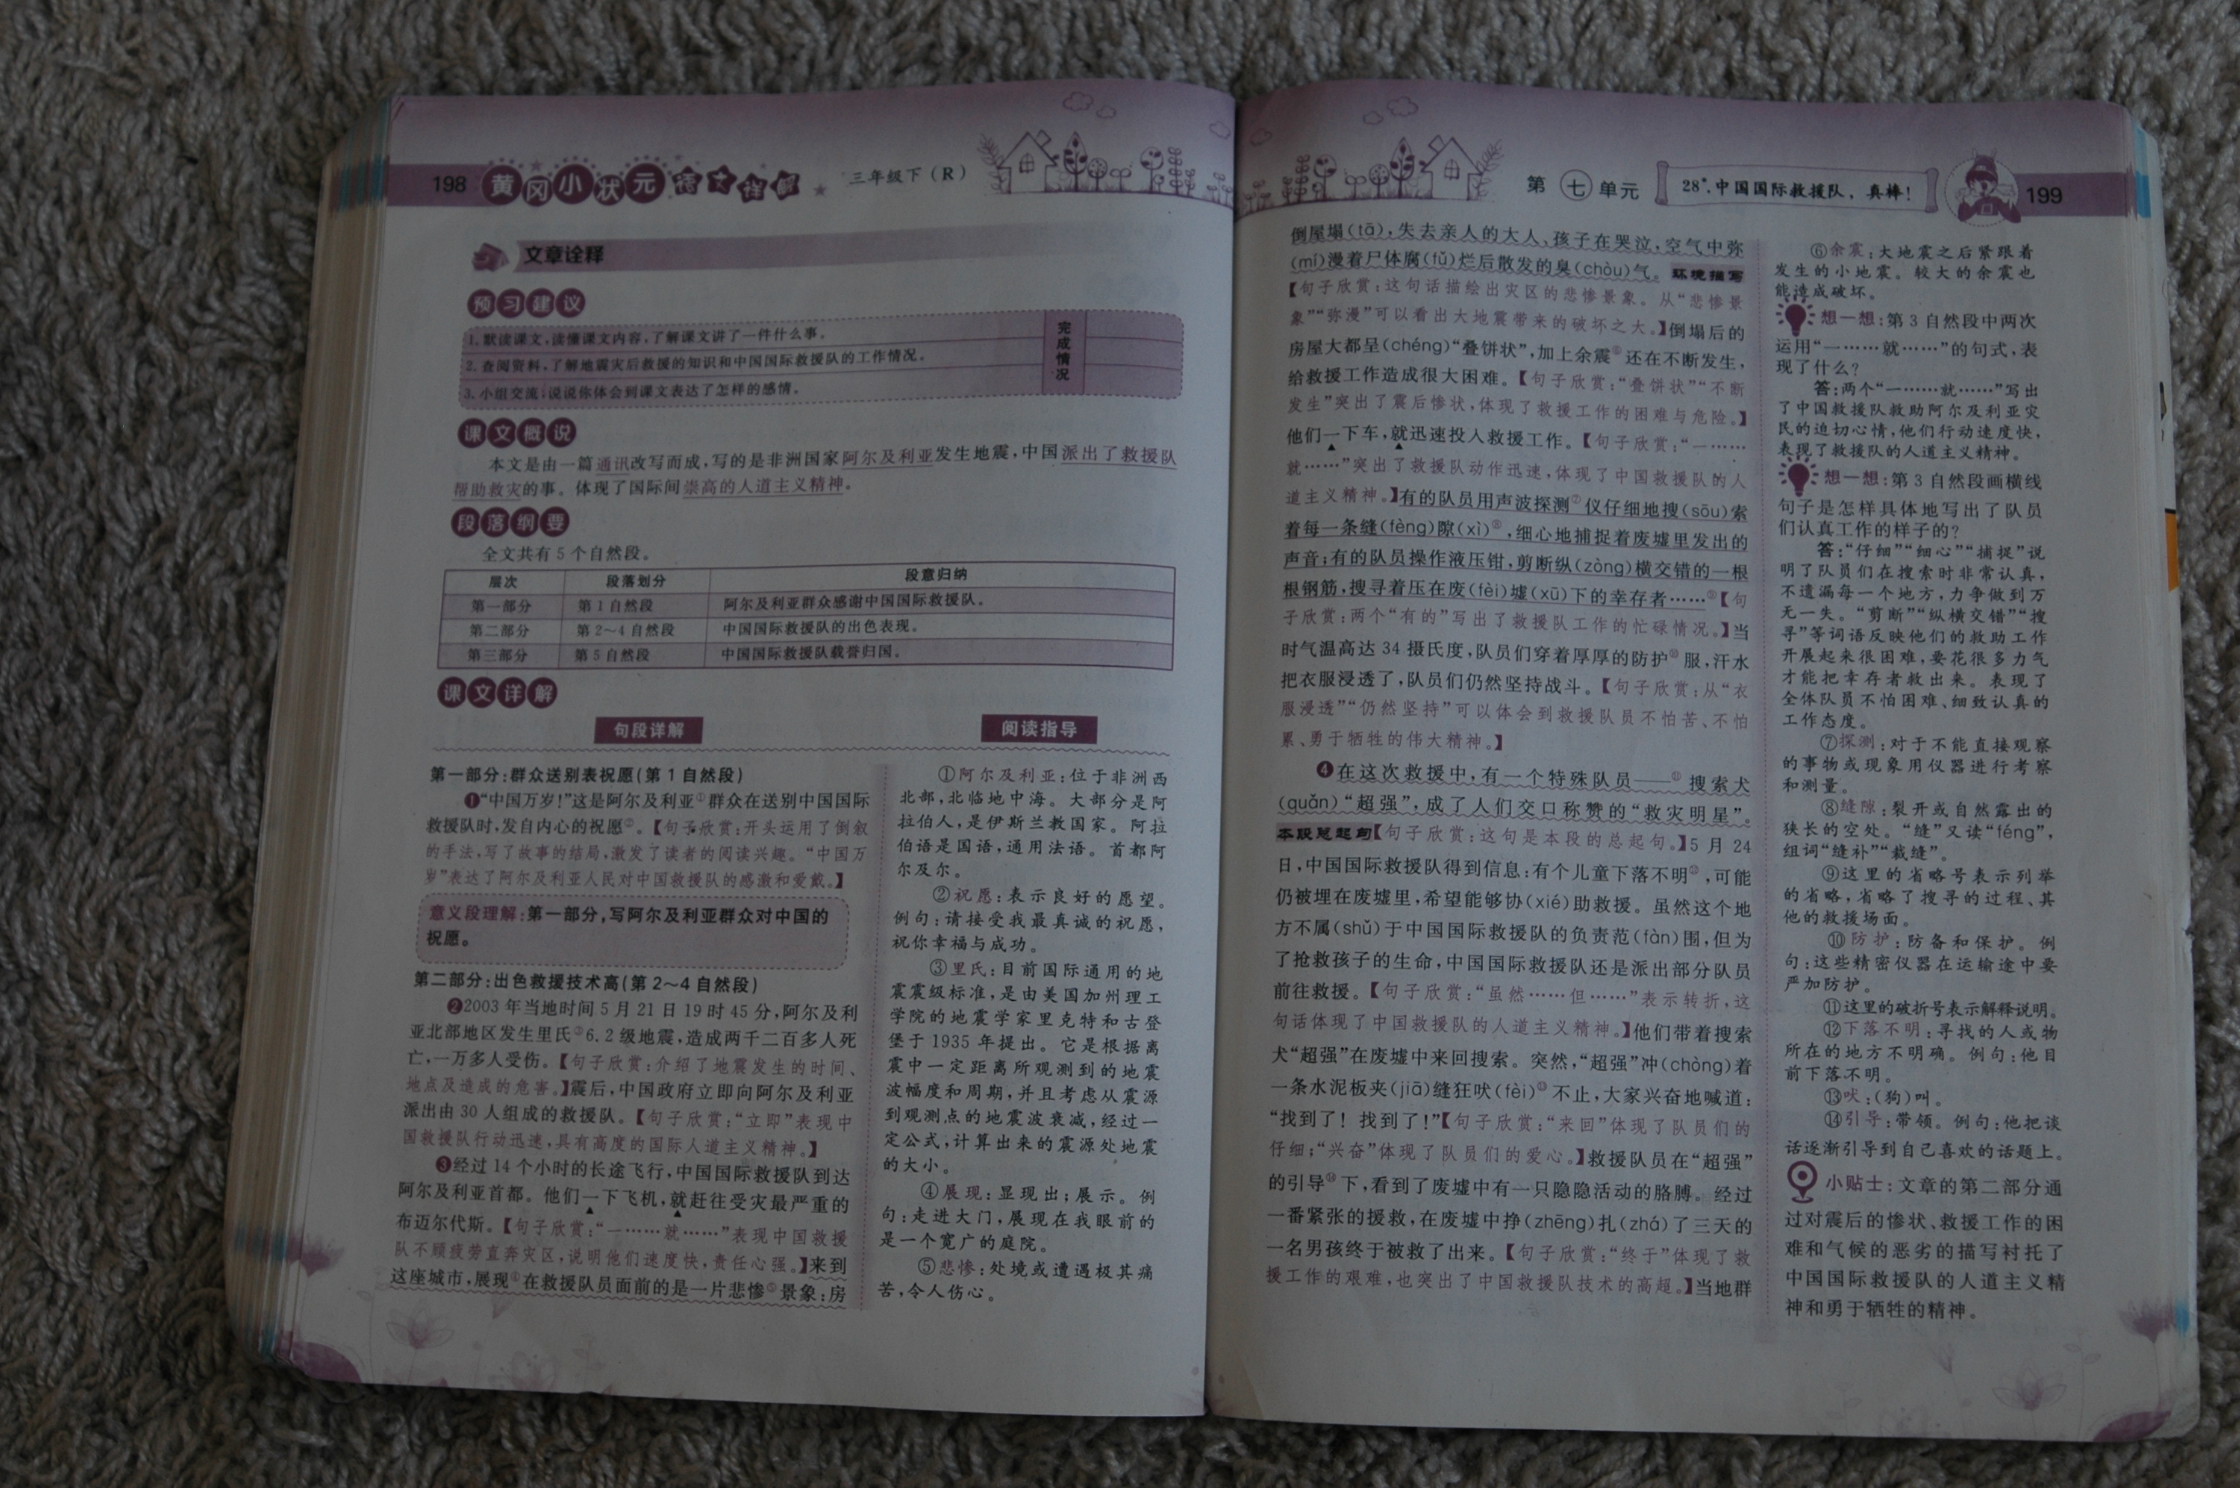 198 黄冈小状元 详解 ★ 三年级下(R)
文章诠释
预习建议
1. 默读课文,读懂课文内容,了解课文讲了一件什么事。
2. 查阅资料,了解地震灾后救援的知识和中国国际救援队的工作情况。
3. 小组交流:说说你体会到课文表达了怎样的感情。
完成情况
课文概说
本文是由一篇通讯改写而成,写的是非洲国家阿尔及利亚发生地震,中国派出了救援队
帮助救灾的事。体现了国际间崇高的人道主义精神。
段落纲要
全文共有5个自然段。
层次 段落划分 段意归纳
第一部分 第1自然段 阿尔及利亚群众感谢中国国际救援队。
第二部分 第2~4自然段 中国国际救援队的出色表现。
第三部分 第5自然段 中国国际救援队载誉归国。
课文详解
句段详解
第一部分:群众送别表祝愿(第1自然段)
❶“中国万岁!”这是阿尔及利亚①群众在送别中国国际
救援队时,发自内心的祝愿②。【句子欣赏:开头运用了倒叙
的手法,写了故事的结局,激发了读者的阅读兴趣。“中国万
岁”表达了阿尔及利亚人民对中国救援队的感激和爱戴。】
意义段理解:第一部分,写阿尔及利亚群众对中国的
祝愿。
第二部分:出色救援技术高(第2~4自然段)
❷2003年当地时间5月21日19时45分,阿尔及利
亚北部地区发生里氏③6.2级地震,造成两千二百多人死
亡,一万多人受伤。【句子欣赏:介绍了地震发生的时间、
地点及造成的危害。】震后,中国政府立即向阿尔及利亚
派出由30人组成的救援队。【句子欣赏:“立即”表现中
国救援队行动迅速,具有高度的国际人道主义精神。】
❸经过14个小时的长途飞行,中国国际救援队到达
阿尔及利亚首都。他们一下飞机,就赶往受灾最严重的
布迈尔代斯。【句子欣赏:“一……就……”表现中国救援
队不顾疲劳直奔灾区,说明他们速度快,责任心强。】来到
这座城市,展现④在救援队员面前的是一片悲惨⑤景象:房
阅读指导
①阿尔及利亚:位于非洲西
北部,北临地中海。大部分是阿
拉伯人,是伊斯兰教国家。阿拉
伯语是国语,通用法语。首都阿
尔及尔。
②祝愿:表示良好的愿望。
例句:请接受我最真诚的祝愿,
祝你幸福与成功。
③里氏:目前国际通用的地
震震级标准,是由美国加州理工
学院的地震学家里克特和古登
堡于1935年提出。它是根据离
震中一定距离所观测到的地震
波幅度和周期,并且考虑从震源
到观测点的地震波衰减,经过一
定公式,计算出来的震源处地震
的大小。
④展现:显现出;展示。例
句:走进大门,展现在我眼前的
是一个宽广的庭院。
⑤悲惨:处境或遭遇极其痛
苦,令人伤心。
第七单元 28*.中国国际救援队,真棒! 199
倒屋塌(tā),失去亲人的大人、孩子在哭泣,空气中弥
(mí)漫着尸体腐(fǔ)烂后散发的臭(chòu)气。环境描写
【句子欣赏:这句话描绘出灾区的悲惨景象。从“悲惨景
象”“弥漫”可以看出大地震带来的破坏之大。】倒塌后的
房屋大都呈(chéng)“叠饼状”,加上余震⑥还在不断发生,
给救援工作造成很大困难。【句子欣赏:“叠饼状”“不断
发生”突出了震后惨状,体现了救援工作的困难与危险。】
他们一下车,就迅速投入救援工作。【句子欣赏:“一……
就……”突出了救援队动作迅速,体现了中国救援队的人
道主义精神。】有的队员用声波探测⑦仪仔细地搜(sōu)索
着每一条缝(fèng)隙(xì)⑧,细心地捕捉着废墟里发出的
声音;有的队员操作液压钳,剪断纵(zòng)横交错的一根
根钢筋,搜寻着压在废(fèi)墟(xū)下的幸存者……⑨【句
子欣赏:两个“有的”写出了救援队工作的忙碌情况。】当
时气温高达34摄氏度,队员们穿着厚厚的防护⑩服,汗水
把衣服浸透了,队员们仍然坚持战斗。【句子欣赏:从“衣
服浸透”“仍然坚持”可以体会到救援队员不怕苦、不怕
累,勇于牺牲的伟大精神。】
❹在这次救援中,有一个特殊队员——⑪搜索犬
(quǎn)“超强”,成了人们交口称赞的“救灾明星”。
本段总起句【句子欣赏:这句是本段的总起句。】5月24
日,中国国际救援队得到信息,有个儿童下落不明⑫,可能
仍被埋在废墟里,希望能够协(xié)助救援。虽然这个地
方不属(shǔ)于中国国际救援队的负责范(fàn)围,但为
了抢救孩子的生命,中国国际救援队还是派出部分队员
前往救援。【句子欣赏:“虽然……但……”表示转折,这
句话体现了中国救援队的人道主义精神。】他们带着搜索
犬“超强”在废墟中来回搜索。突然,“超强”冲(chòng)着
一条水泥板夹(jiā)缝狂吠(fèi)⑬不止,大家兴奋地喊道:
“找到了!找到了!”【句子欣赏:“来回”体现了队员们的
仔细;“兴奋”体现了队员们的爱心。】救援队员在“超强”
的引导⑭下,看到了废墟中有一只隐隐活动的胳膊。经过
一番紧张的援救,在废墟中挣(zhēng)扎(zhá)了三天的
一名男孩终于被救了出来。【句子欣赏:“终于”体现了救
援工作的艰难,也突出了中国救援队技术的高超。】当地群
⑥余震:大地震之后紧跟着
发生的小地震。较大的余震也
能造成破坏。
想一想:第3自然段中两次
运用“一……就……”的句式,表
现了什么?
答:两个“一……就……”写出
了中国救援队救助阿尔及利亚灾
民的迫切心情,他们行动速度快,
表现了救援队的人道主义精神。
想一想:第3自然段画横线
句子是怎样具体地写出了队员
们认真工作的样子的?
答:“仔细”“细心”“捕捉”说
明了队员们在搜索时非常认真,
不遗漏每一个地方,力争做到万
无一失。“剪断”“纵横交错”“搜
寻”等词语反映他们的救助工作
开展起来很困难,要花很多力气
才能把幸存者救出来。表现了
全体队员不怕困难、细致认真的
工作态度。
⑦探测:对于不能直接观察
的事物或现象用仪器进行考察
和测量。
⑧缝隙:裂开或自然露出的
狭长的空处。“缝”又读“féng”,
组词“缝补”“裁缝”。
⑨这里的省略号表示列举
的省略,省略了搜寻的过程、其
他的救援场面。
⑩防护:防备和保护。例
句:这些精密仪器在运输途中要
严加防护。
⑪这里的破折号表示解释说明。
⑫下落不明:寻找的人或物
所在的地方不明确。例句:他目
前下落不明。
⑬吠:(狗)叫。
⑭引导:带领。例句:他把谈
话逐渐引导到自己喜欢的话题上。
小贴士:文章的第二部分通
过对震后的惨状、救援工作的困
难和气候的恶劣的描写衬托了
中国国际救援队的人道主义精
神和勇于牺牲的精神。